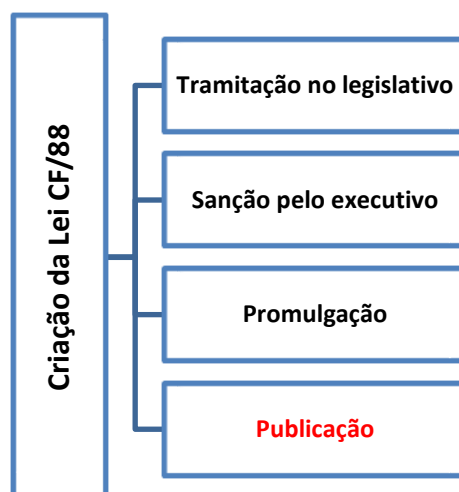 Criação da Lei CF/88
Tramitação no legislativo
Sanção pelo executivo
Promulgação
Publicação